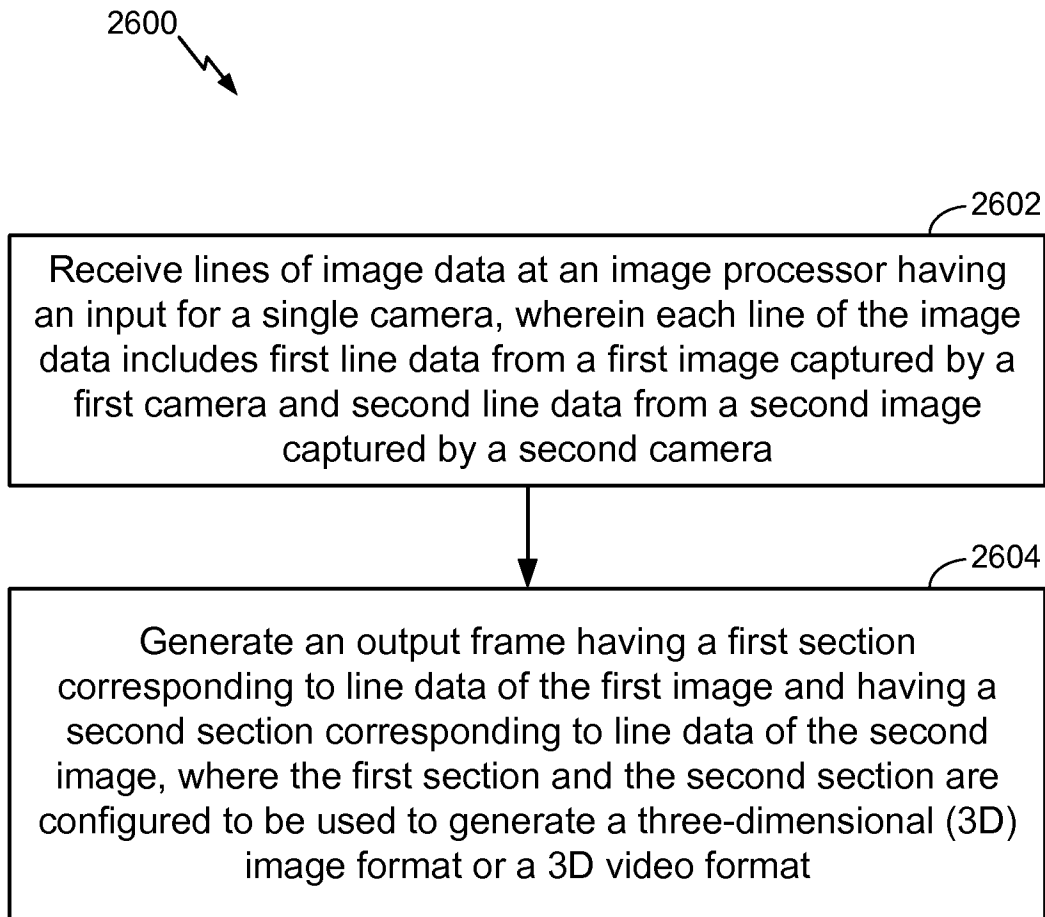 2600
2602
Receive lines of image data at an image processor having
an input for a single camera, wherein each line of the image
data includes first line data from a first image captured by a
first camera and second line data from a second image
captured by a second camera
2604
Generate an output frame having a first section
corresponding to line data of the first image and having a
second section corresponding to line data of the second
image, where the first section and the second section are
configured to be used to generate a three-dimensional (3D)
image format or a 3D video format